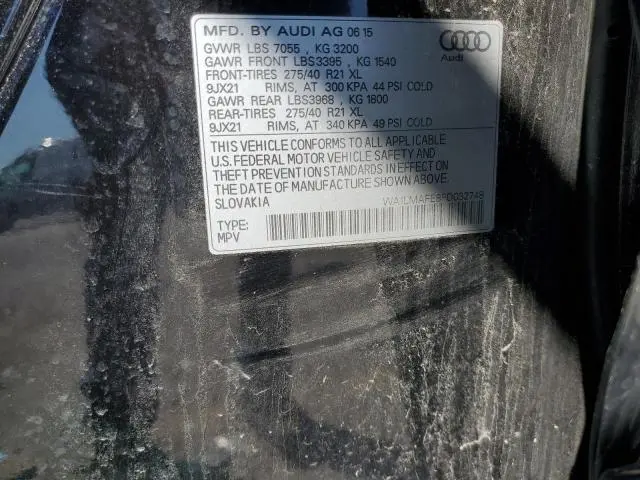 MFD. BY AUDI AG 06 15
GVWR LBS 7055 , KG 3200
GAWR FRONT LBS3395 , KG 1540
FRONT-TIRES 275/40 R21 XL
9JX21 RIMS, AT 300 KPA 44 PSI COLD
GAWR REAR LBS3968 , KG 1800
REAR-TIRES 275/40 R21 XL
9JX21 RIMS, AT 340 KPA 49 PSI COLD
Audi
THIS VEHICLE CONFORMS TO ALL APPLICABLE
U.S. FEDERAL MOTOR VEHICLE SAFETY AND
THEFT PREVENTION STANDARDS IN EFFECT ON
THE DATE OF MANUFACTURE SHOWN ABOVE.
SLOVAKIA
TYPE:
MPV